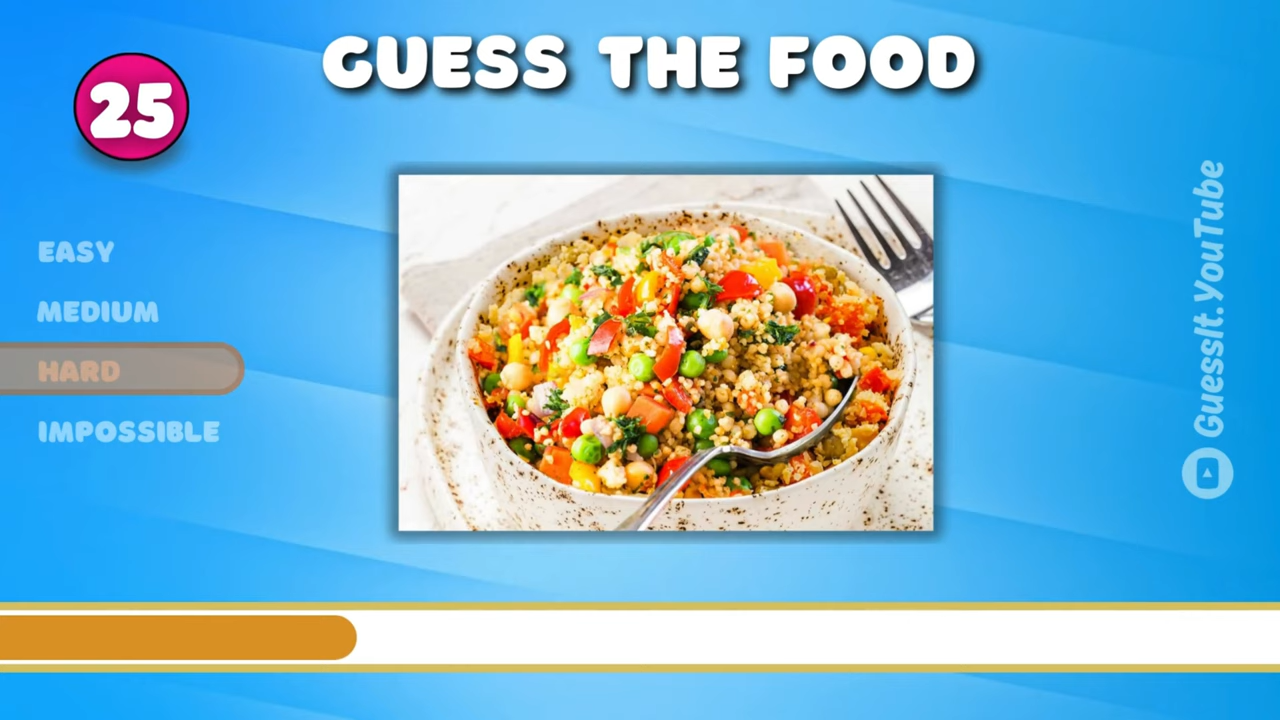 GUESS THE FOOD
25
EASY
MEDIUM
HARD
IMPOSSIBLE
GuessIt.YouTube